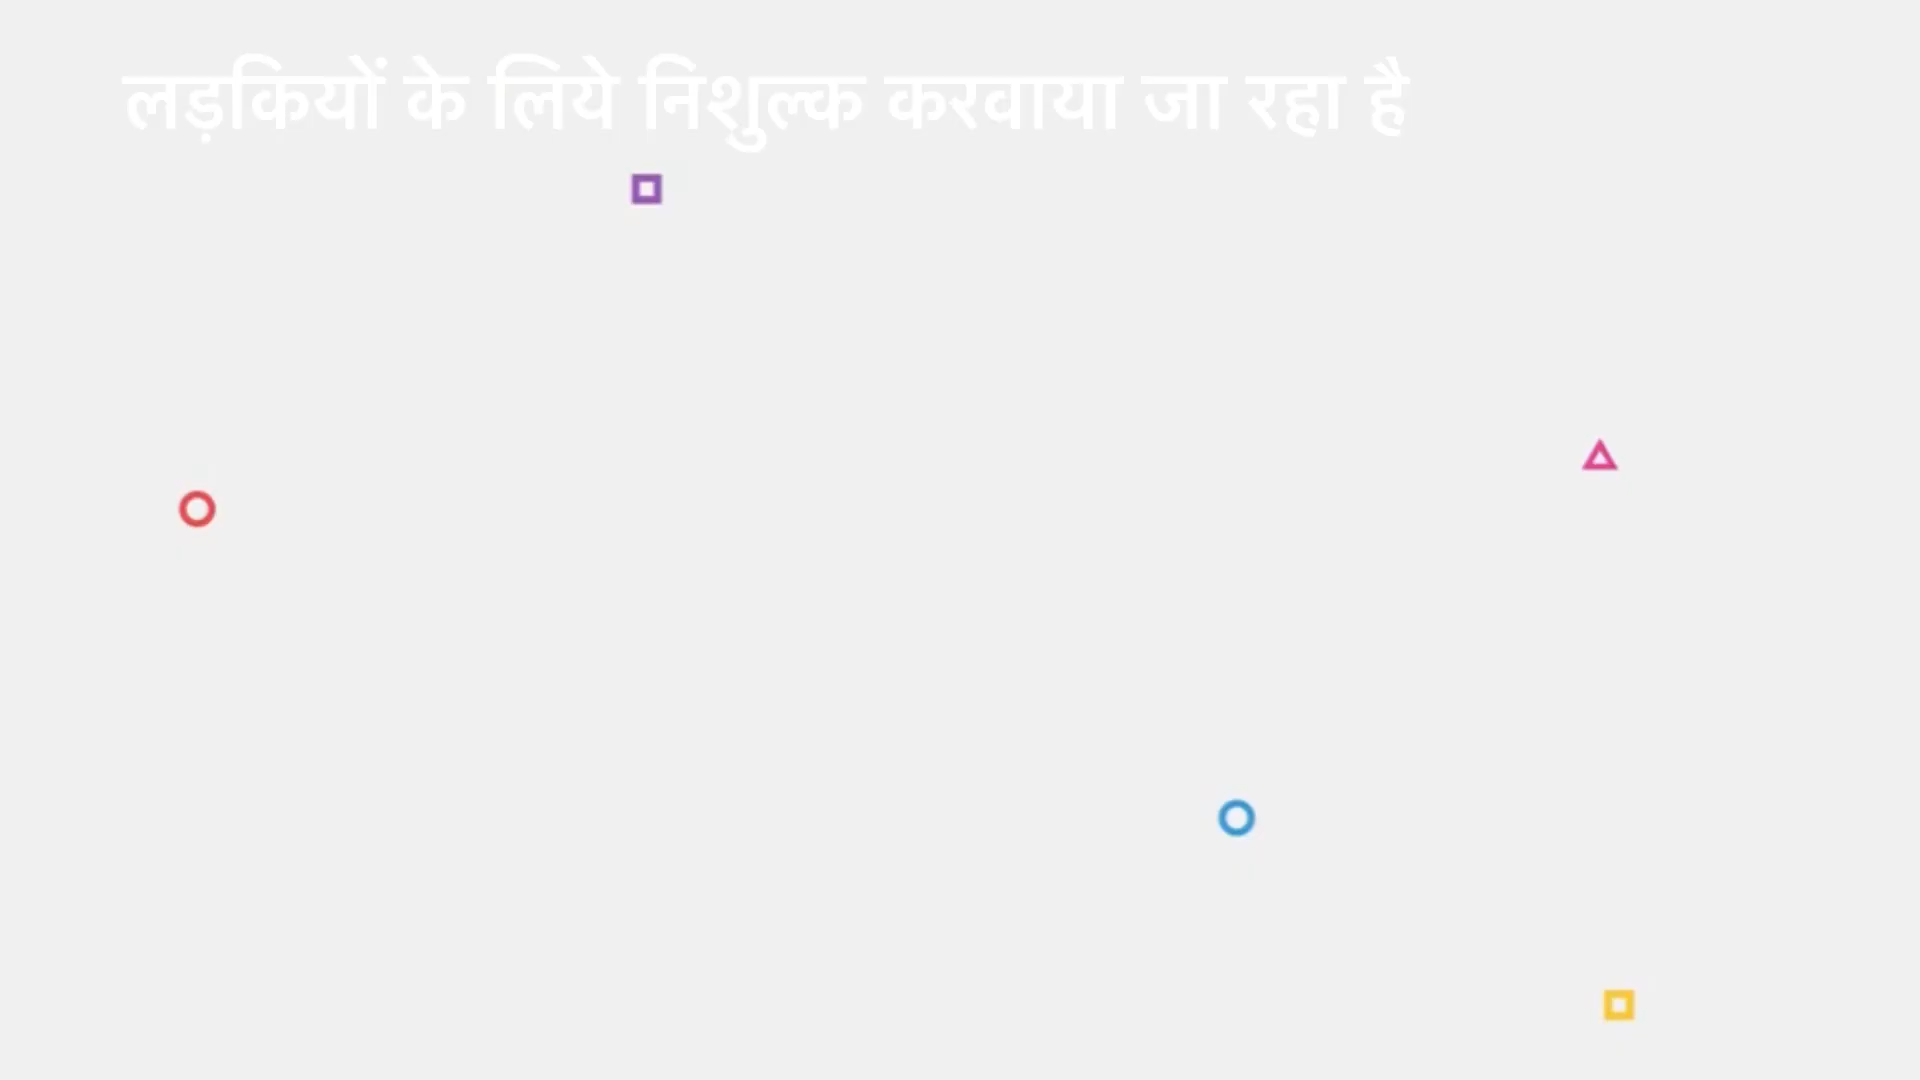 लड़कियों के लिये निशुल्क करवाया जा रहा है